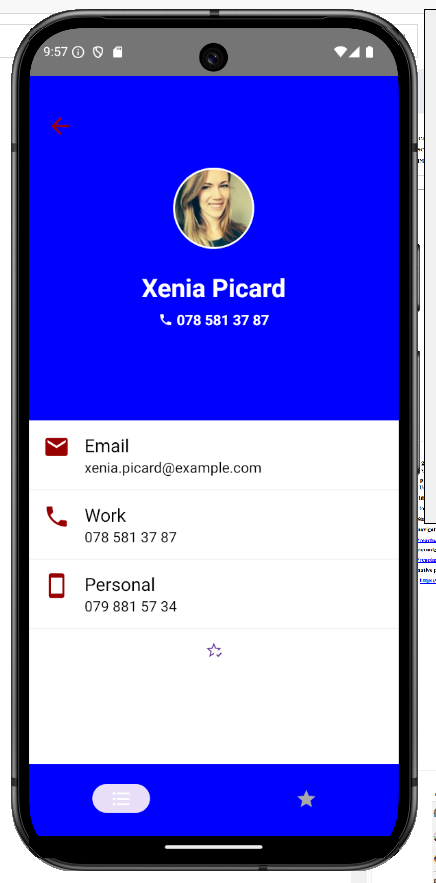 9:57
Xenia Picard
078 581 37 87
Email
xenia.picard@example.com
Work
078 581 37 87
Personal
079 881 57 34